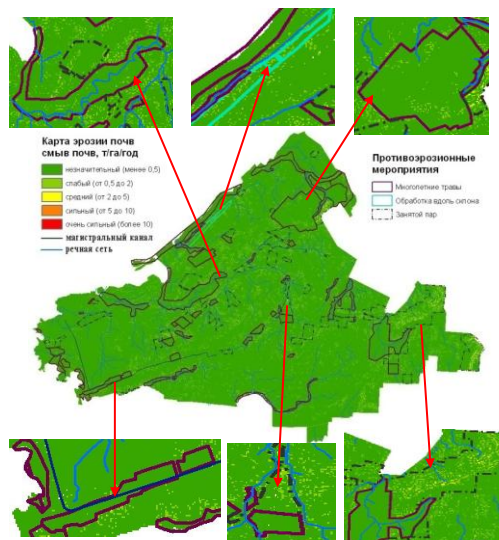 Карта эрозии почв
смыв почв, т/га/год
незначительный (менее 0,5)
слабый (от 0,5 до 2)
средний (от 2 до 5)
сильный (от 5 до 10)
очень сильный (более 10)
магистральный канал
речная сеть
Противоэрозионные
мероприятия
Многолетние травы
Обработка вдоль склона
Занятой пар